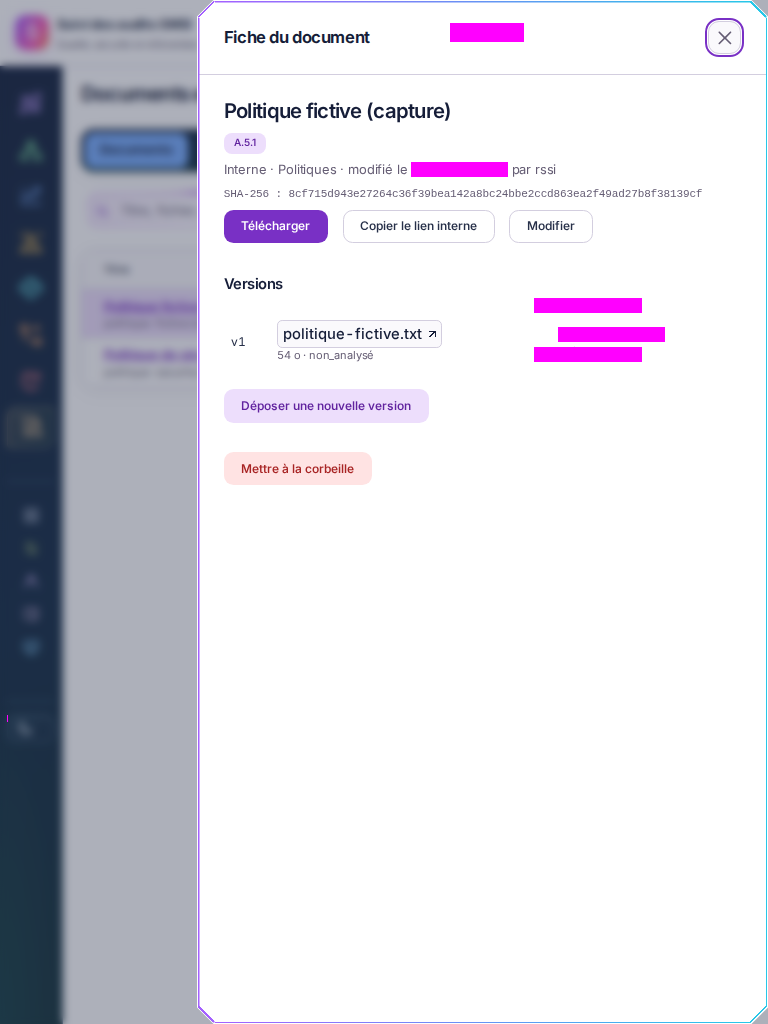 Fiche du document
Politique fictive (capture)
A.5.1
Interne · Politiques · modifié le par rssi
SHA-256 : 8cf715d943e27264c36f39bea142a8bc24bbe2ccd863ea2f49ad27b8f38139cf
Télécharger Copier le lien interne Modifier
Versions
v1 politique-fictive.txt
54 o · non_analysé
Déposer une nouvelle version
Mettre à la corbeille